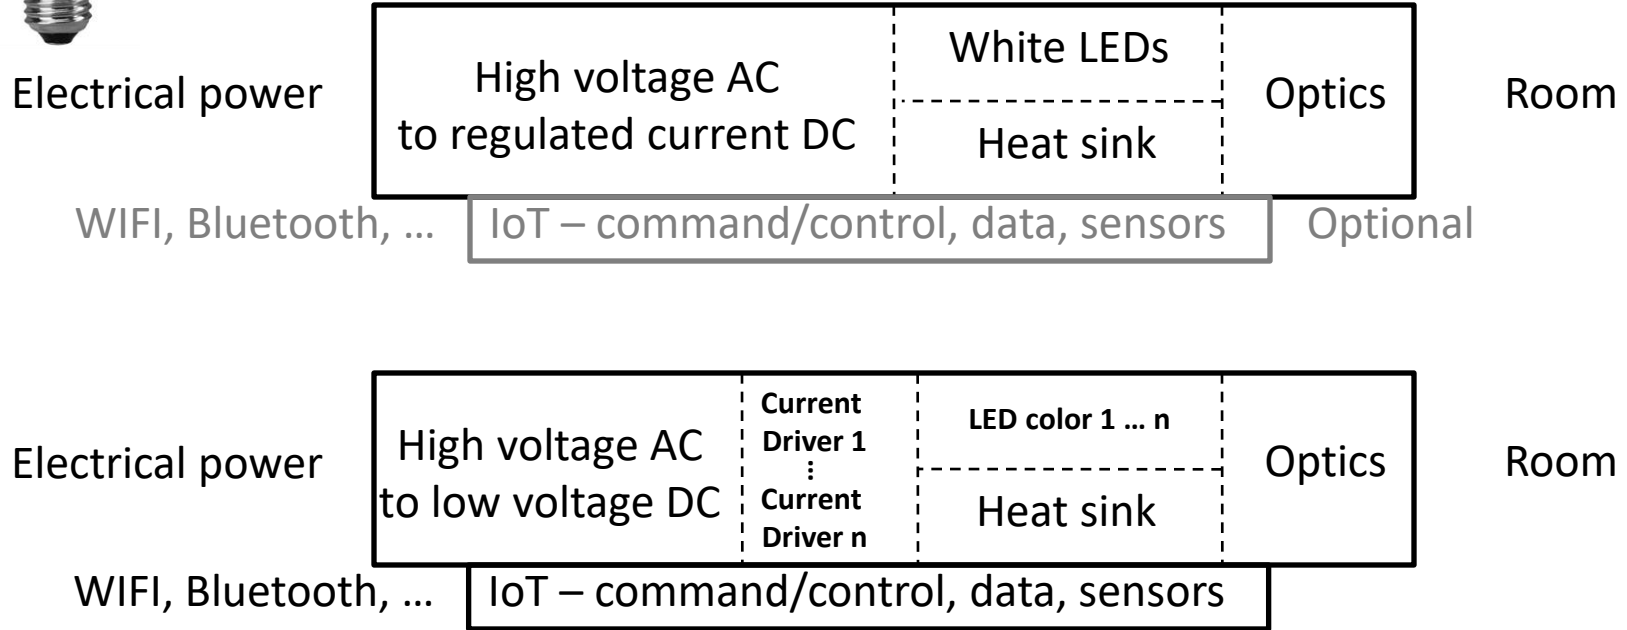 Electrical power
High voltage AC
to regulated current DC
White LEDs
Heat sink
Optics
Room
WIFI, Bluetooth, ...
IoT – command/control, data, sensors
Optional
Electrical power
High voltage AC
to low voltage DC
Current
Driver 1
⋮
Current
Driver n
LED color 1 ... n
Heat sink
Optics
Room
WIFI, Bluetooth, ...
IoT – command/control, data, sensors